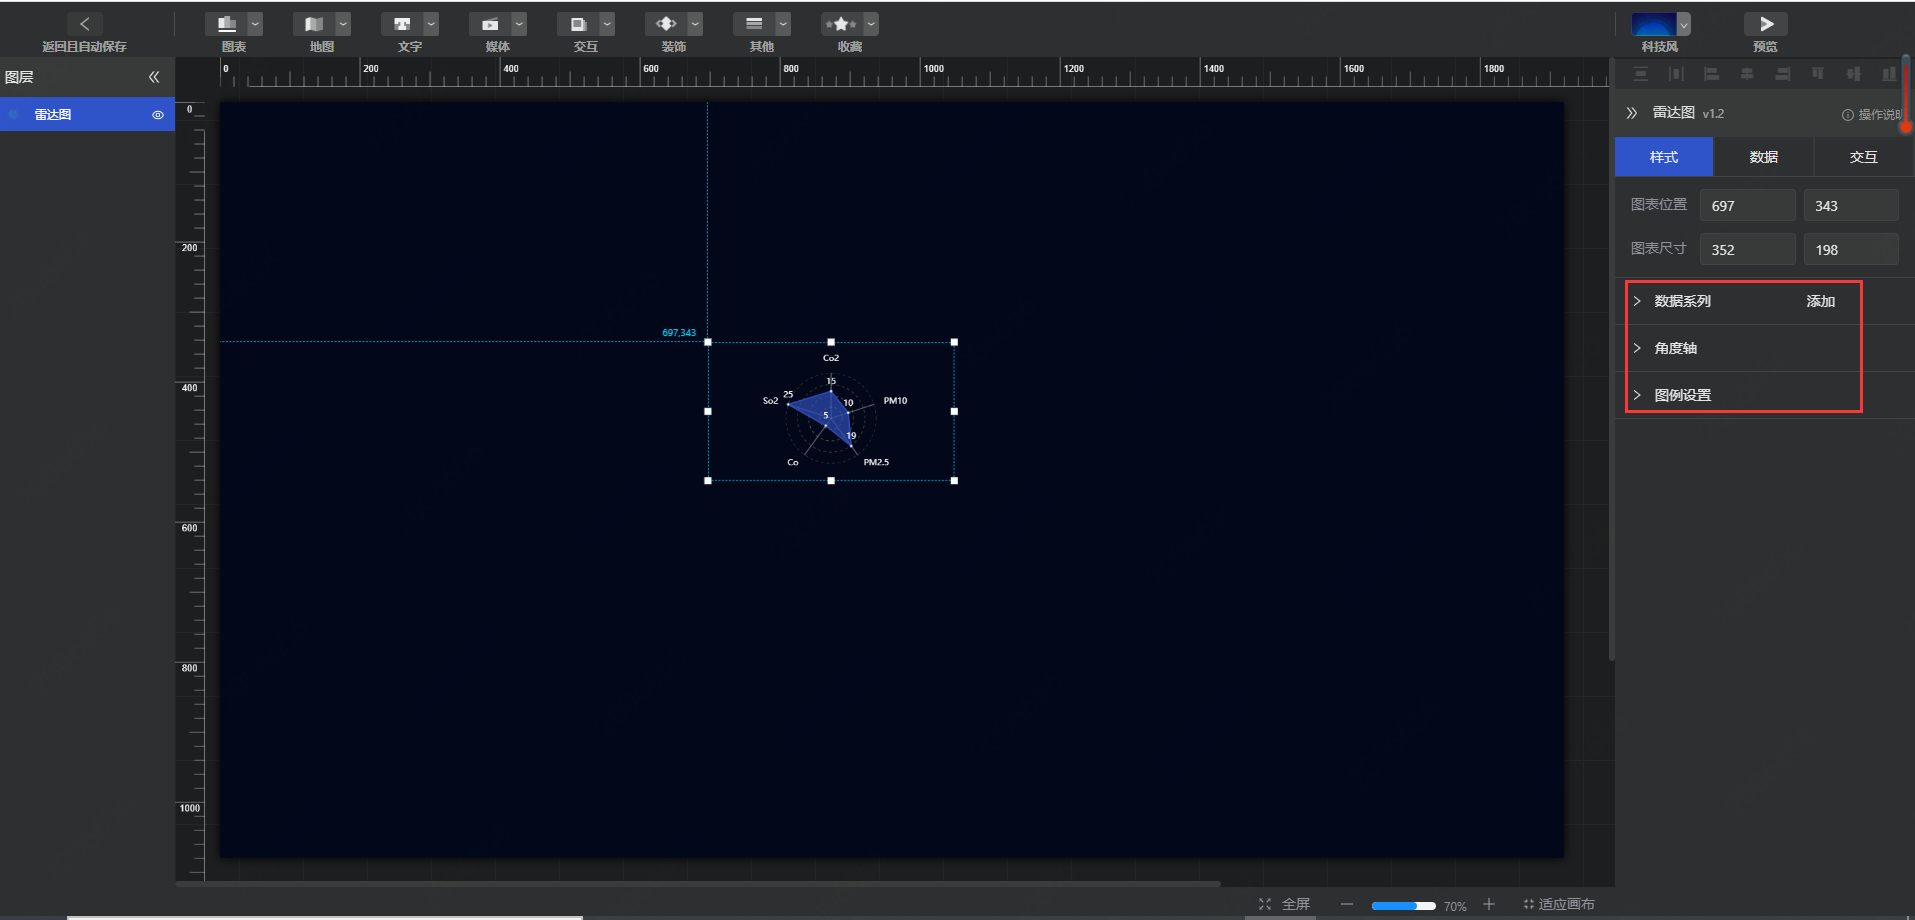 返回且自动保存
图表
地图
文字
媒体
交互
装饰
其他
收藏
科技风
预览
图层
雷达图
0
200
400
600
800
1000
1200
1400
1600
1800
0
200
400
600
800
1000
697,343
Co2
15
25
So2
10
PM10
5
19
Co
PM2.5
雷达图 v1.2
操作说明
样式
数据
交互
图表位置 697 343
图表尺寸 352 198
数据系列 添加
角度轴
图例设置
全屏
70%
适应画布